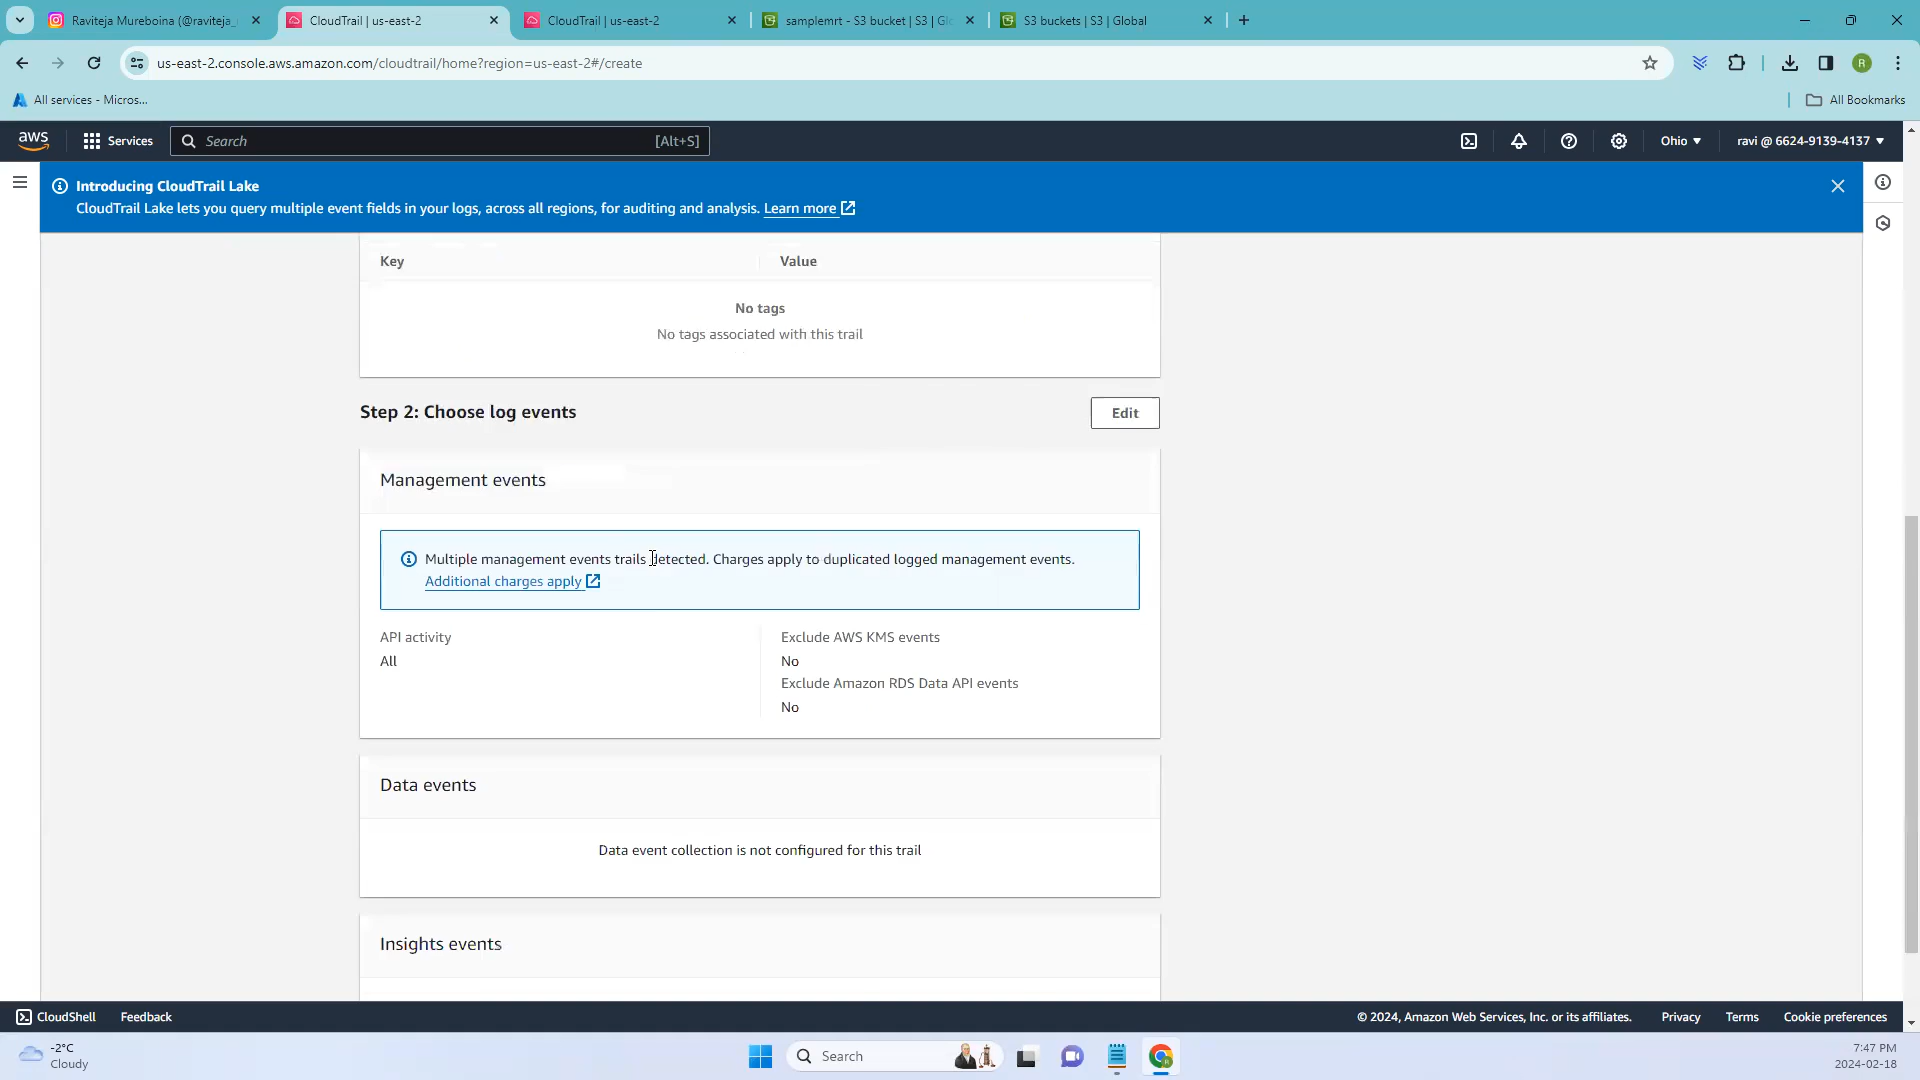 Raviteja Mureboina (@raviteja_
CloudTrail | us-east-2
CloudTrail | us-east-2
samplemrt - S3 bucket | S3 | Glo
S3 buckets | S3 | Global
us-east-2.console.aws.amazon.com/cloudtrail/home?region=us-east-2#/create
R
All services - Micros...
All Bookmarks
aws
Services
Search
[Alt+S]
Ohio
ravi @ 6624-9139-4137
Introducing CloudTrail Lake
CloudTrail Lake lets you query multiple event fields in your logs, across all regions, for auditing and analysis. Learn more
Key
Value
No tags
No tags associated with this trail
Step 2: Choose log events
Edit
Management events
Multiple management events trails detected. Charges apply to duplicated logged management events.
Additional charges apply
API activity
All
Exclude AWS KMS events
No
Exclude Amazon RDS Data API events
No
Data events
Data event collection is not configured for this trail
Insights events
CloudShell
Feedback
© 2024, Amazon Web Services, Inc. or its affiliates.
Privacy
Terms
Cookie preferences
-2°C
Cloudy
Search
7:47 PM
2024-02-18